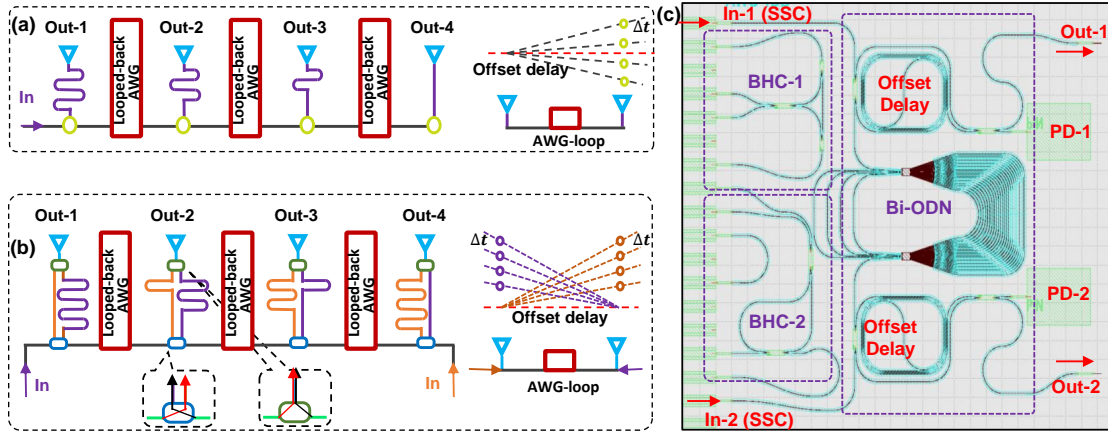 (a)
Out-1
Out-2
Out-3
Out-4
In
Looped-back
AWG
Looped-back
AWG
Looped-back
AWG
Δt
Offset delay
AWG-loop
(b)
Out-1
Out-2
Out-3
Out-4
In
Looped-back
AWG
Looped-back
AWG
Looped-back
AWG
In
Δt
Δt
Offset delay
AWG-loop
(c)
In-1 (SSC)
Out-1
BHC-1
Offset
Delay
PD-1
Bi-ODN
BHC-2
PD-2
Offset
Delay
Out-2
In-2 (SSC)